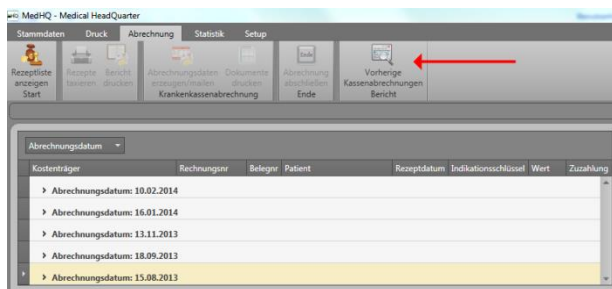 MedHQ - Medical HeadQuarter
Stammdaten Druck Abrechnung Statistik Setup
Rezeptliste anzeigen
Rezepte taxieren
Bericht drucken
Abrechnungsdaten erzeugen/mailen
Dokumente drucken
Abrechnung abschließen
Vorherige Kassenabrechnungen
Start Krankenkassenabrechnung Ende Bericht
Abrechnungsdatum
Kostenträger Rechnungsnr Belegnr Patient Rezeptdatum Indikationsschlüssel Wert Zuzahlung
Abrechnungsdatum: 10.02.2014
Abrechnungsdatum: 16.01.2014
Abrechnungsdatum: 13.11.2013
Abrechnungsdatum: 18.09.2013
Abrechnungsdatum: 15.08.2013